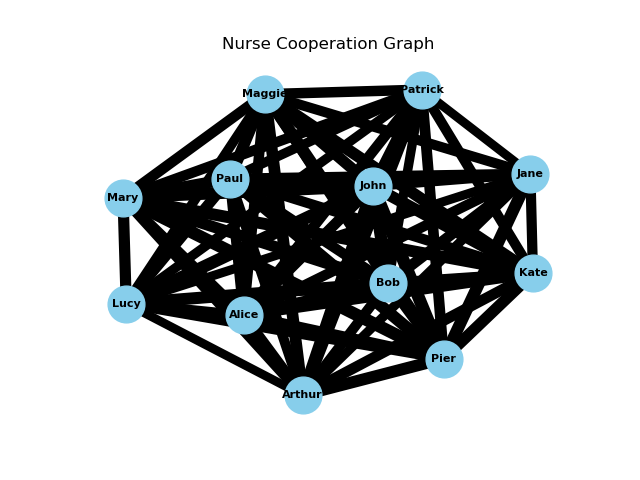 Nurse Cooperation Graph
Maggie
Patrick
Paul
John
Jane
Mary
Kate
Bob
Lucy
Alice
Pier
Arthur